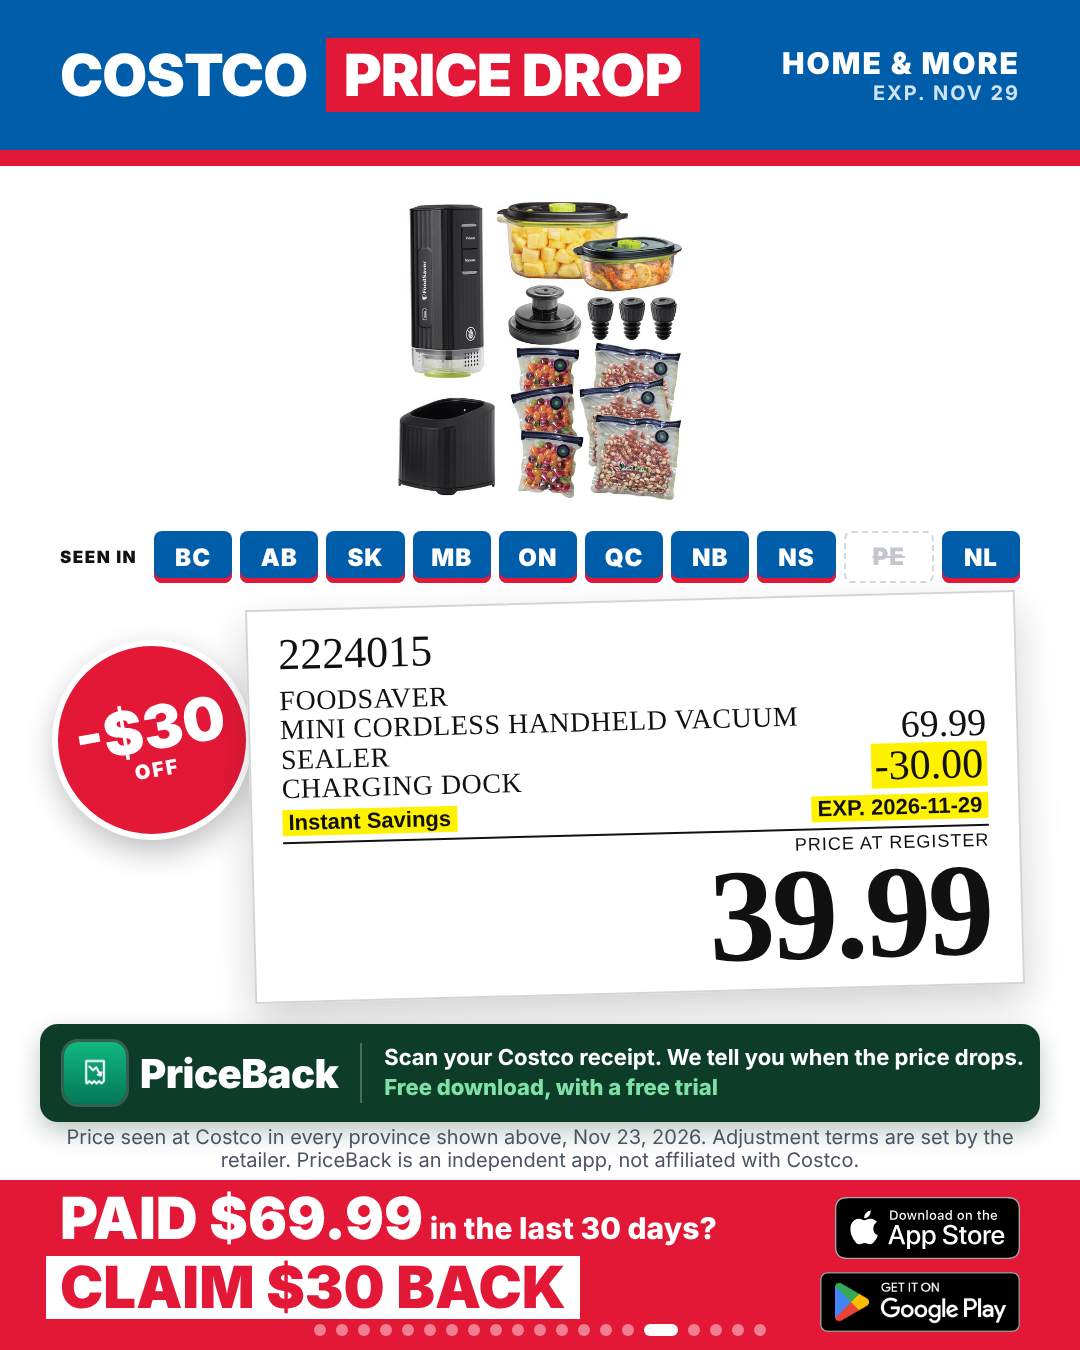 COSTCO PRICE DROP
HOME & MORE
EXP. NOV 29
FoodSaver
SEEN IN BC AB SK MB ON QC NB NS PE NL
-$30
OFF
2224015
FOODSAVER
MINI CORDLESS HANDHELD VACUUM
SEALER
CHARGING DOCK
69.99
-30.00
Instant Savings
EXP. 2026-11-29
PRICE AT REGISTER
39.99
PriceBack
Scan your Costco receipt. We tell you when the price drops.
Free download, with a free trial
Price seen at Costco in every province shown above, Nov 23, 2026. Adjustment terms are set by the
retailer. PriceBack is an independent app, not affiliated with Costco.
PAID $69.99 in the last 30 days?
CLAIM $30 BACK
Download on the
App Store
GET IT ON
Google Play